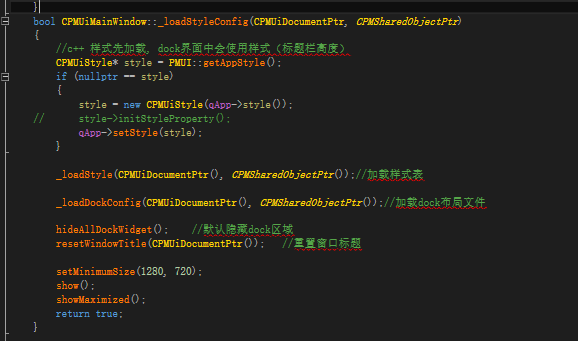 }
bool CPMUiMainWindow::_loadStyleConfig(CPMUiDocumentPtr, CPMSharedObjectPtr)
{
//c++ 样式先加载, dock界面中会使用样式（标题栏高度）
CPMUiStyle* style = PMUI::getAppStyle();
if (nullptr == style)
{
style = new CPMUiStyle(qApp->style());
// style->initStyleProperty();
qApp->setStyle(style);
}
_loadStyle(CPMUiDocumentPtr(), CPMSharedObjectPtr());//加载样式表
_loadDockConfig(CPMUiDocumentPtr(), CPMSharedObjectPtr());//加载dock布局文件
hideAllDockWidget(); //默认隐藏dock区域
resetWindowTitle(CPMUiDocumentPtr()); //重置窗口标题
setMinimumSize(1280, 720);
show();
showMaximized();
return true;
}